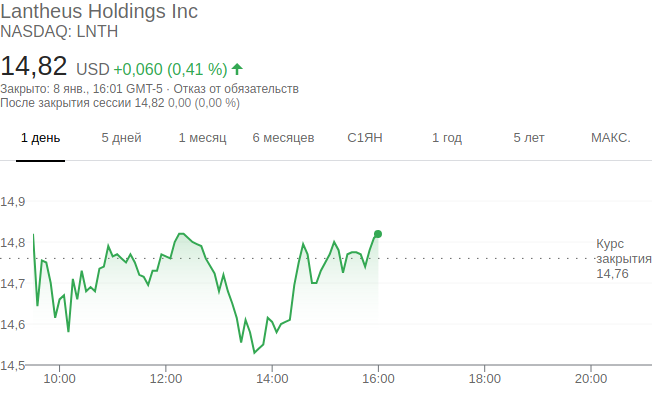 Lantheus Holdings Inc
NASDAQ: LNTH
14,82 USD +0,060 (0,41 %)
Закрыто: 8 янв., 16:01 GMT-5 · Отказ от обязательств
После закрытия сессии 14,82 0,00 (0,00 %)
1 день 5 дней 1 месяц 6 месяцев С1ЯН 1 год 5 лет МАКС.
14,9
14,8
14,7
14,6
14,5
Курс
закрытия
14,76
10:00 12:00 14:00 16:00 18:00 20:00